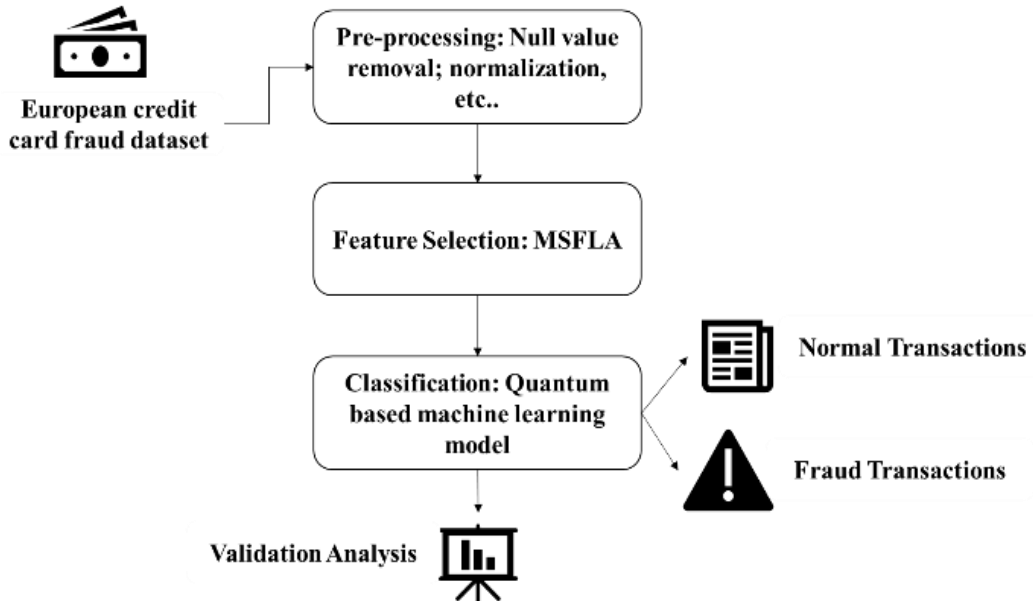 Pre-processing: Null value
removal; normalization,
etc..
European credit
card fraud dataset
Feature Selection: MSFLA
Classification: Quantum
based machine learning
model
Normal Transactions
Fraud Transactions
Validation Analysis